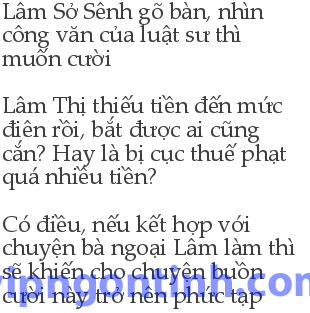 Lâm Sở Sênh gõ bàn, nhìn
công văn của luật sư thì
muốn cười
Lâm Thị thiếu tiền đến mức
điên rồi, bắt được ai cũng
cắn? Hay là bị cục thuế phạt
quá nhiều tiền?
Có điều, nếu kết hợp với
chuyện bà ngoại Lâm làm thì
sẽ khiến cho chuyện buồn
cười này trở nên phức tạp
vipngontinh.com